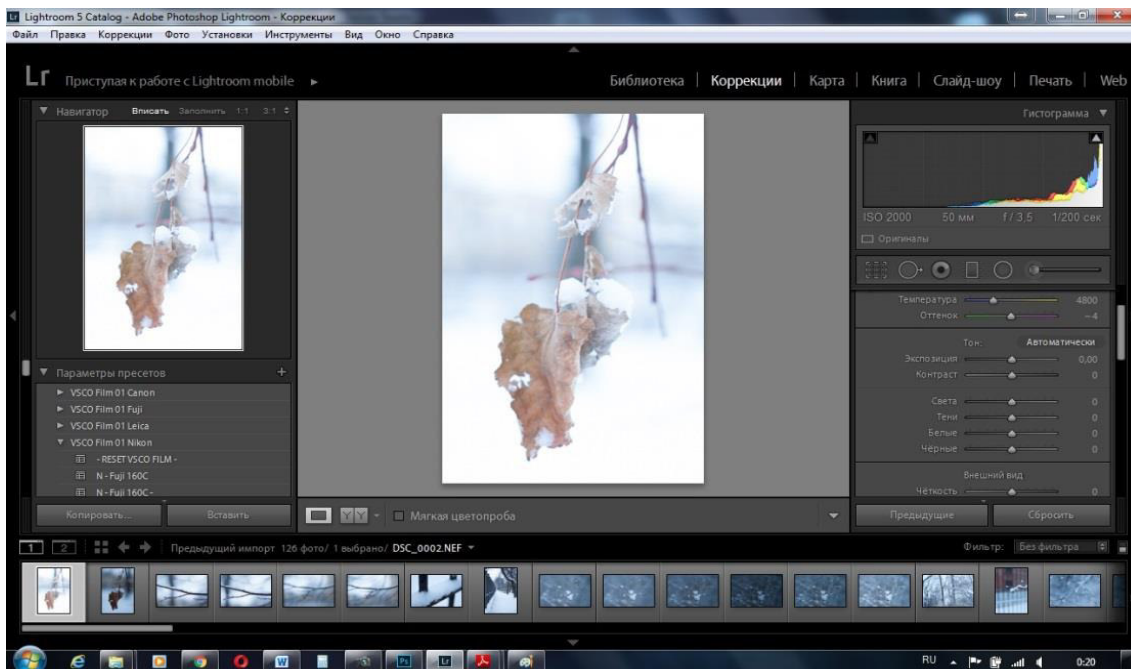 Lightroom 5 Catalog - Adobe Photoshop Lightroom - Коррекции
Файл Правка Коррекции Фото Установки Инструменты Вид Окно Справка
Lr Приступая к работе с Lightroom mobile
Библиотека | Коррекции | Карта | Книга | Слайд-шоу | Печать | Web
Навигатор Вписать Заполнить 1:1 3:1
Гистограмма
ISO 2000 50 мм f / 3,5 1/200 сек
Оригиналы
Температура 4800
Оттенок - 4
Тон: Автоматически
Экспозиция 0,00
Контраст 0
Света 0
Тени 0
Белые 0
Чёрные 0
Внешний вид
Чёткость 0
Параметры пресетов +
VSCO Film 01 Canon
VSCO Film 01 Fuji
VSCO Film 01 Leica
VSCO Film 01 Nikon
- RESET VSCO FILM -
N - Fuji 160C
N - Fuji 160C -
Копировать... Вставить
Y Y Мягкая цветопроба
Предыдущие Сбросить
1 2 Предыдущий импорт 126 фото/ 1 выбрано/ DSC_0002.NEF
Фильтр: Без фильтра
W Ps Lr RU 0:20